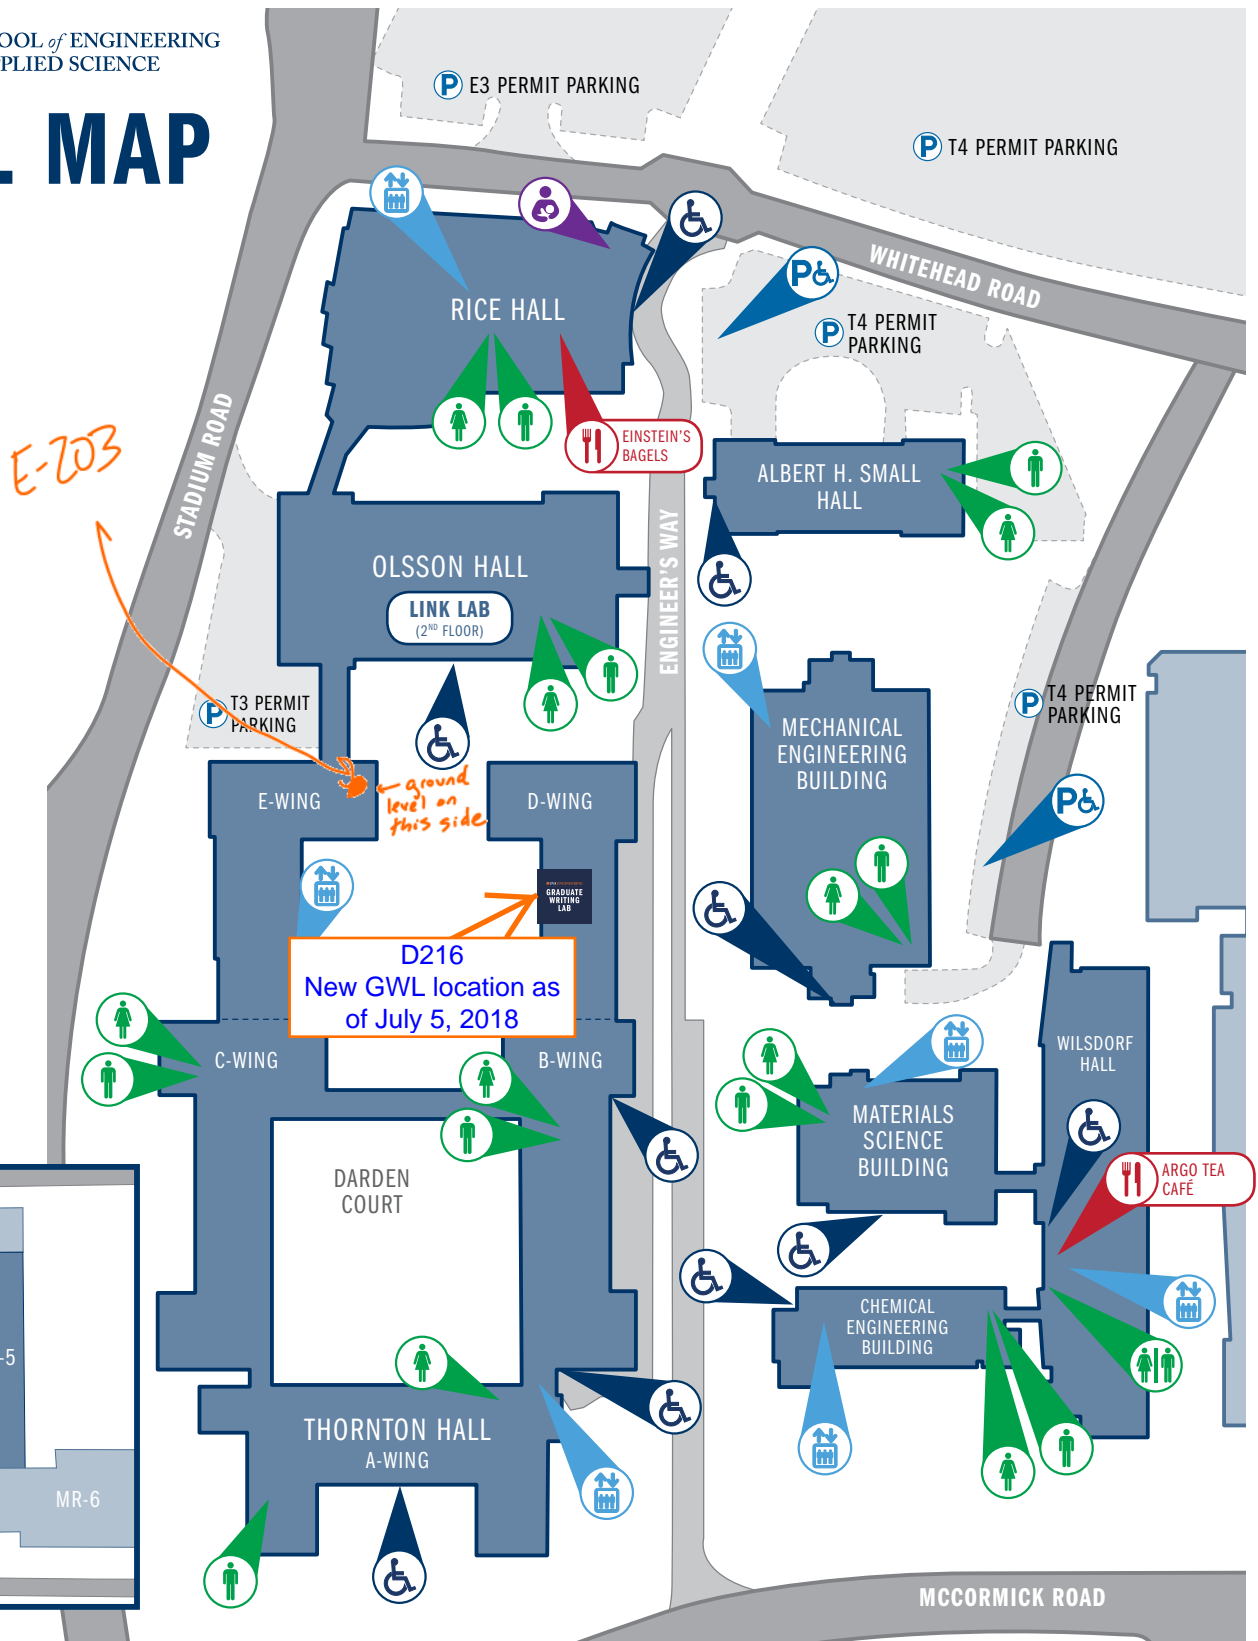 OOL of ENGINEERING
PLIED SCIENCE
L MAP
P E3 PERMIT PARKING
P T4 PERMIT PARKING
WHITEHEAD ROAD
P
P T4 PERMIT
PARKING
RICE HALL
EINSTEIN'S
BAGELS
STADIUM ROAD
E-203
ALBERT H. SMALL
HALL
ENGINEER'S WAY
OLSSON HALL
LINK LAB
(2ND FLOOR)
P T3 PERMIT
PARKING
P T4 PERMIT
PARKING
MECHANICAL
ENGINEERING
BUILDING
P
E-WING
ground
level on
this side
D-WING
GRADUATE
WRITING
LAB
D216
New GWL location as
of July 5, 2018
C-WING
B-WING
WILSDORF
HALL
MATERIALS
SCIENCE
BUILDING
ARGO TEA
CAFÉ
DARDEN
COURT
CHEMICAL
ENGINEERING
BUILDING
-5
MR-6
THORNTON HALL
A-WING
MCCORMICK ROAD